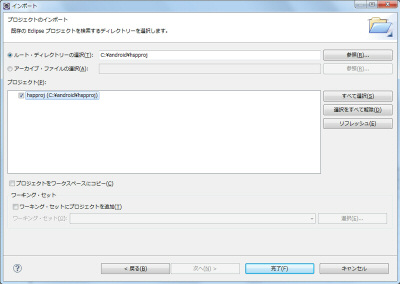 インポート
プロジェクトのインポート
既存の Eclipse プロジェクトを検索するディレクトリーを選択します。
ルート・ディレクトリーの選択(T): C:¥android¥hspproj 参照(R)...
アーカイブ・ファイルの選択(A): 参照(R)...
プロジェクト(P):
hspproj (C:¥android¥hspproj)
すべて選択(S)
選択をすべて解除(D)
リフレッシュ(E)
プロジェクトをワークスペースにコピー(C)
ワーキング・セット
ワーキング・セットにプロジェクトを追加(T)
ワーキング・セット(O): 選択(E)...
? < 戻る(B) 次へ(N) > 完了(F) キャンセル